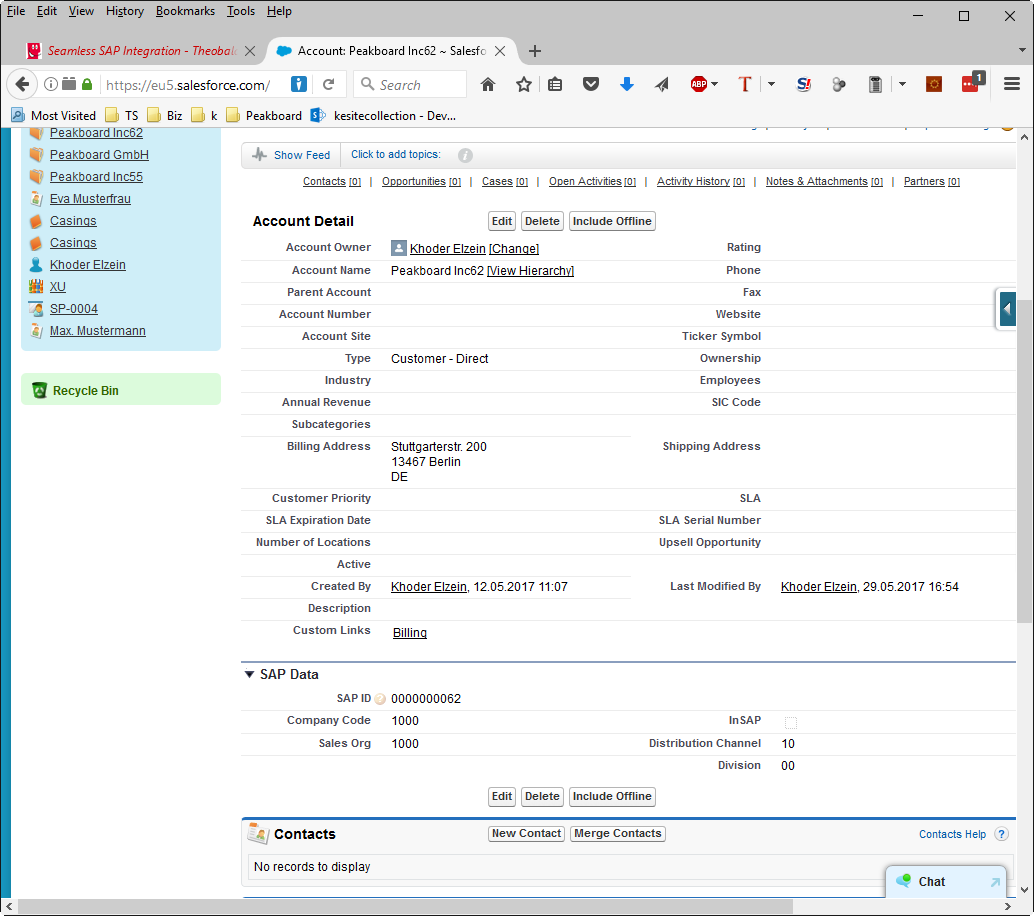 File Edit View History Bookmarks Tools Help
Seamless SAP Integration - Theobal
Account: Peakboard Inc62 ~ Salesfo
https://eu5.salesforce.com/
Search
ABP
T
S!
1
Most Visited TS Biz k Peakboard kesitecollection - Dev...
Peakboard Inc62
Peakboard GmbH
Peakboard Inc55
Eva Musterfrau
Casings
Casings
Khoder Elzein
XU
SP-0004
Max. Mustermann
Recycle Bin
Show Feed Click to add topics:
Contacts [0] | Opportunities [0] | Cases [0] | Open Activities [0] | Activity History [0] | Notes & Attachments [0] | Partners [0]
Account Detail Edit Delete Include Offline
Account Owner Khoder Elzein [Change] Rating
Account Name Peakboard Inc62 [View Hierarchy] Phone
Parent Account Fax
Account Number Website
Account Site Ticker Symbol
Type Customer - Direct Ownership
Industry Employees
Annual Revenue SIC Code
Subcategories
Billing Address Stuttgarterstr. 200 Shipping Address
13467 Berlin
DE
Customer Priority SLA
SLA Expiration Date SLA Serial Number
Number of Locations Upsell Opportunity
Active
Created By Khoder Elzein, 12.05.2017 11:07 Last Modified By Khoder Elzein, 29.05.2017 16:54
Description
Custom Links Billing
SAP Data
SAP ID 0000000062
Company Code 1000 InSAP
Sales Org 1000 Distribution Channel 10
Division 00
Edit Delete Include Offline
Contacts New Contact Merge Contacts Contacts Help ?
No records to display
Chat